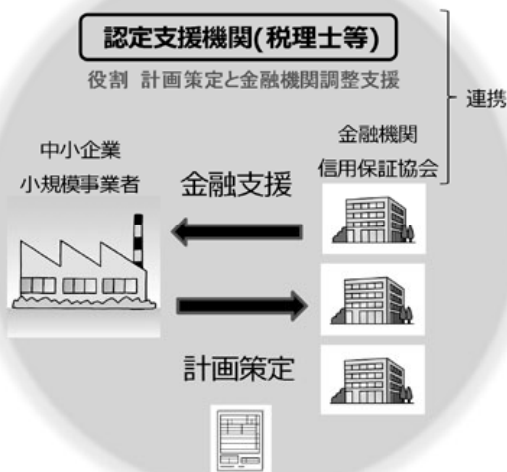 認定支援機関(税理士等)
役割 計画策定と金融機関調整支援
連携
中小企業
小規模事業者
金融支援
金融機関
信用保証協会
計画策定